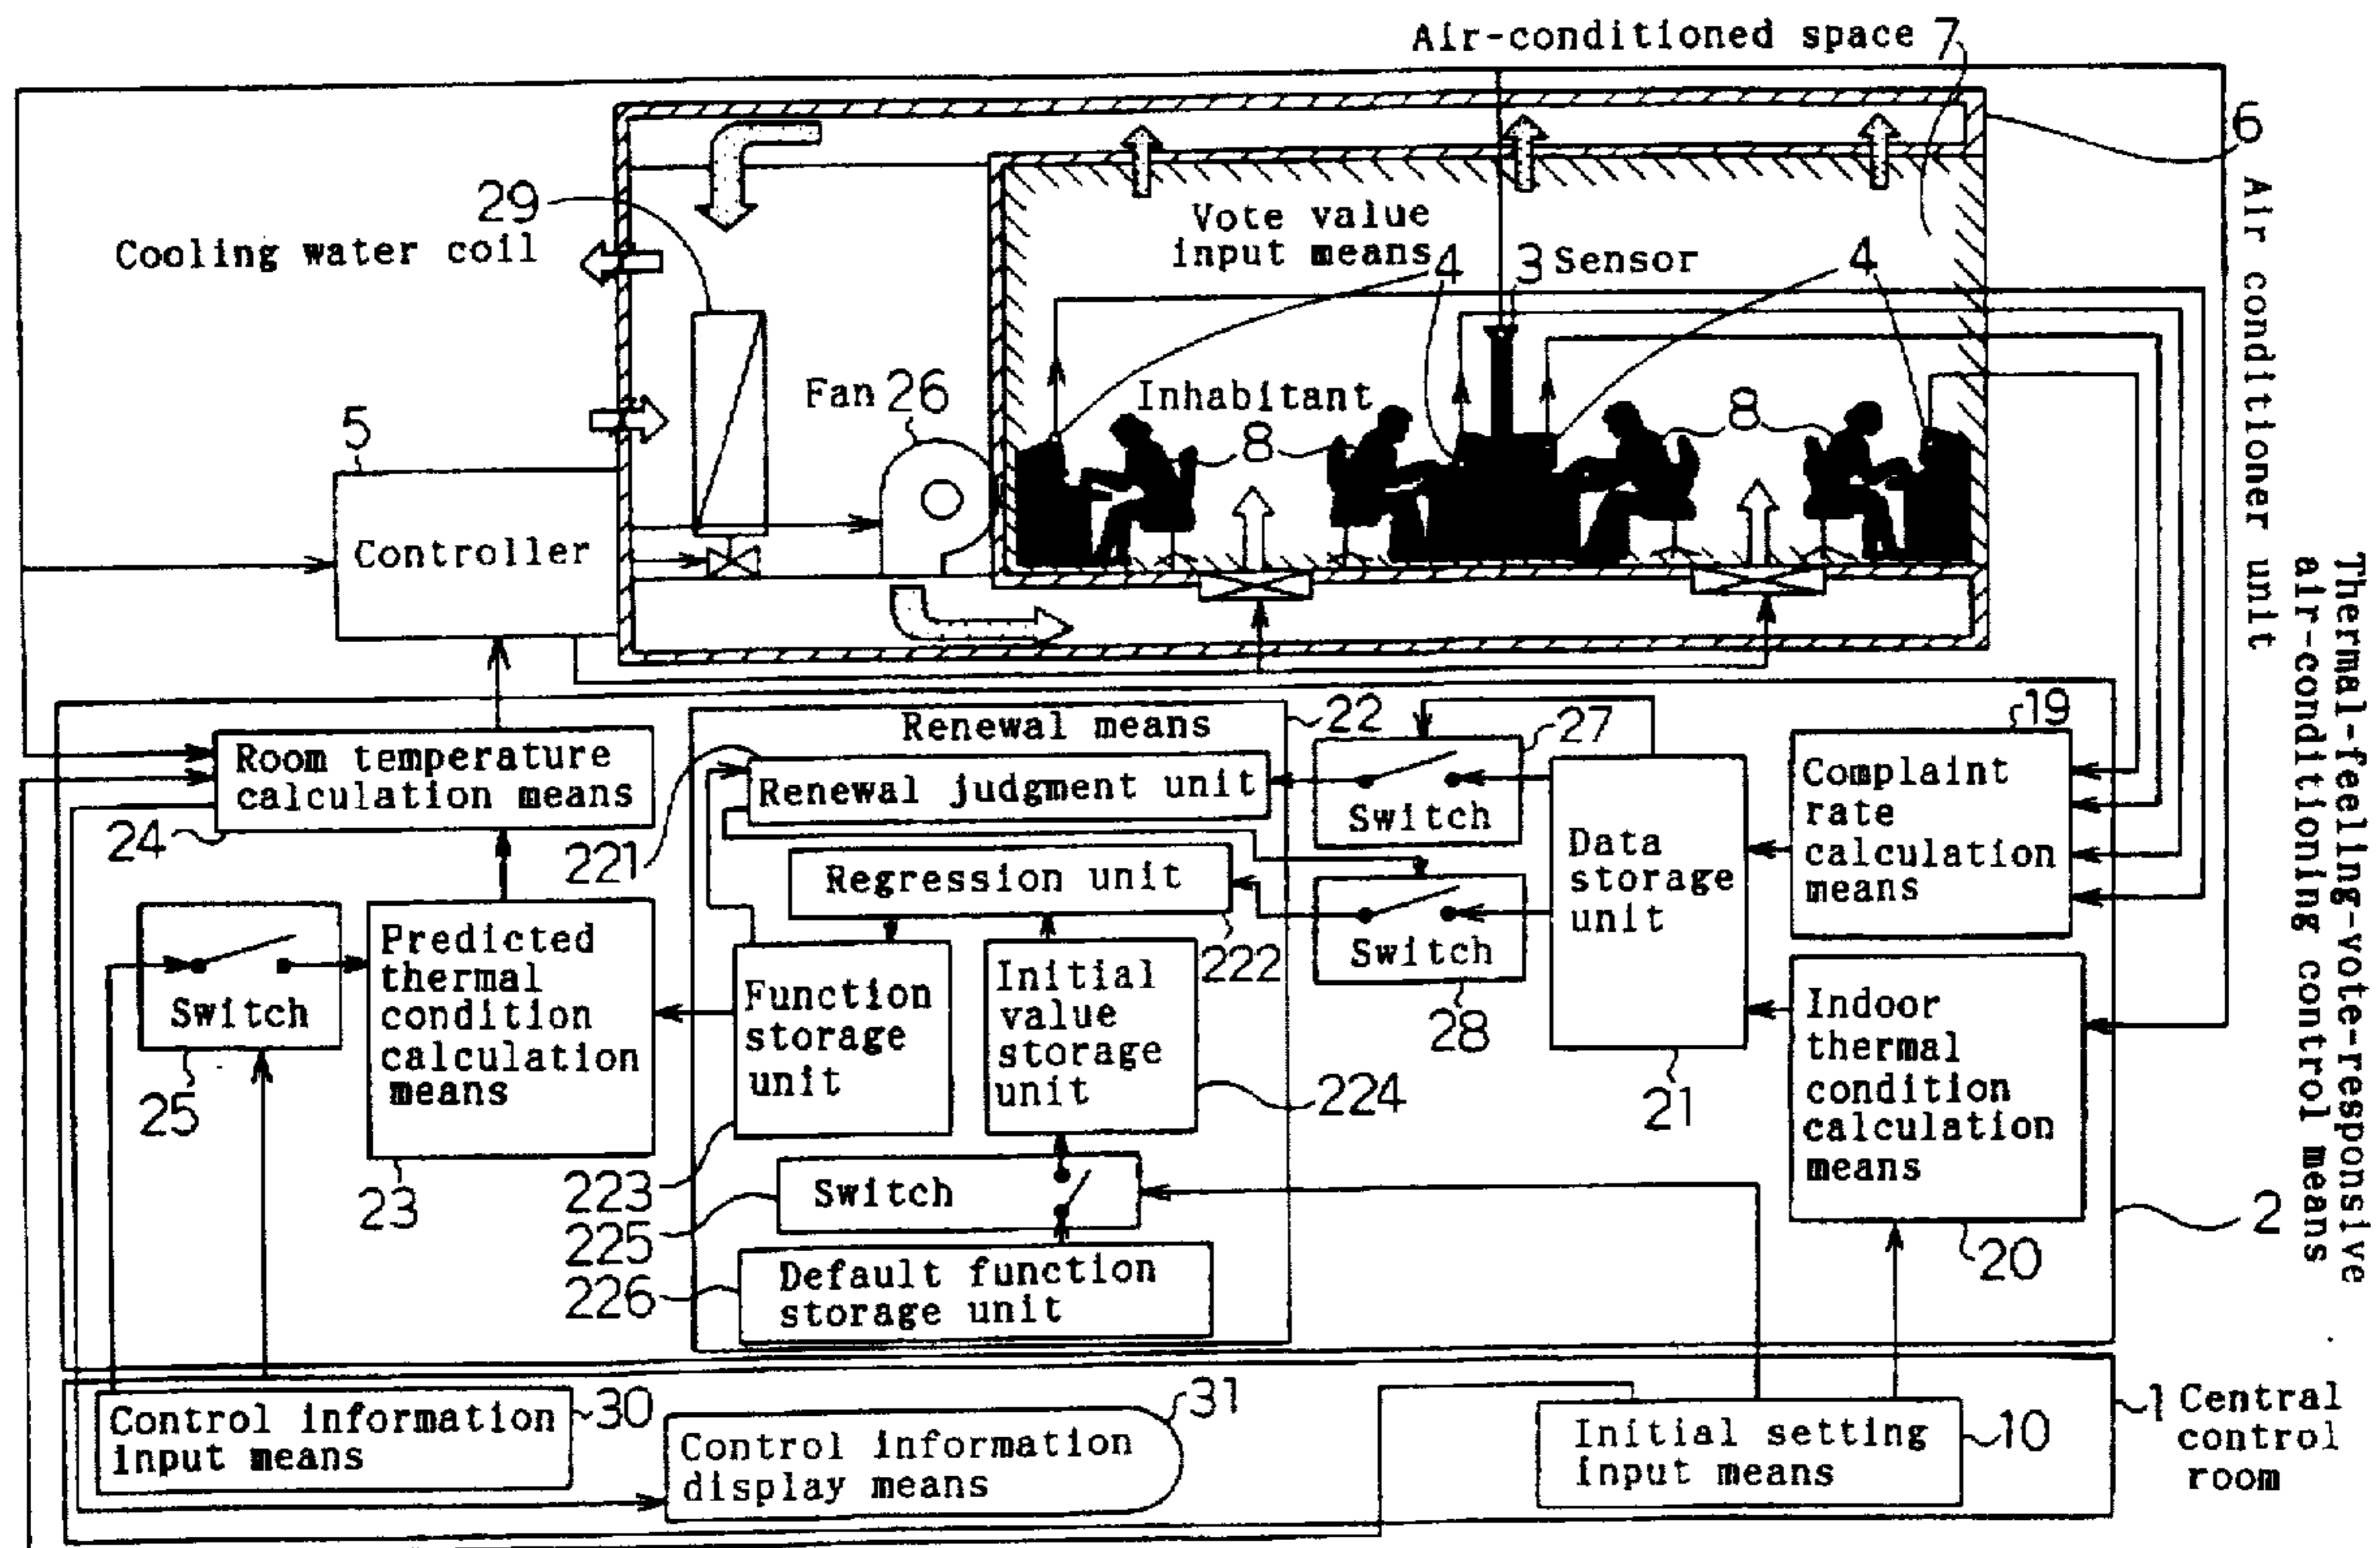 Air-conditioned space 7
6
Air conditioner unit
29
Cooling water coil
Vote value
input means
4
3 Sensor
4
Fan 26
Inhabitant
8
8
5
Controller
Thermal-feeling-vote-responsive
air-conditioning control means
2
Renewal means
22
27
19
Room temperature
calculation means
24
221
Renewal judgment unit
Switch
Complaint
rate
calculation
means
Data
storage
unit
21
Regression unit
222
Switch
28
Switch
25
Predicted
thermal
condition
calculation
means
23
Function
storage
unit
223
Initial
value
storage
unit
224
Indoor
thermal
condition
calculation
means
20
Switch
225
Default function
storage unit
226
Control information
input means
30
31
Control information
display means
Initial setting
input means
10
1 Central
control
room